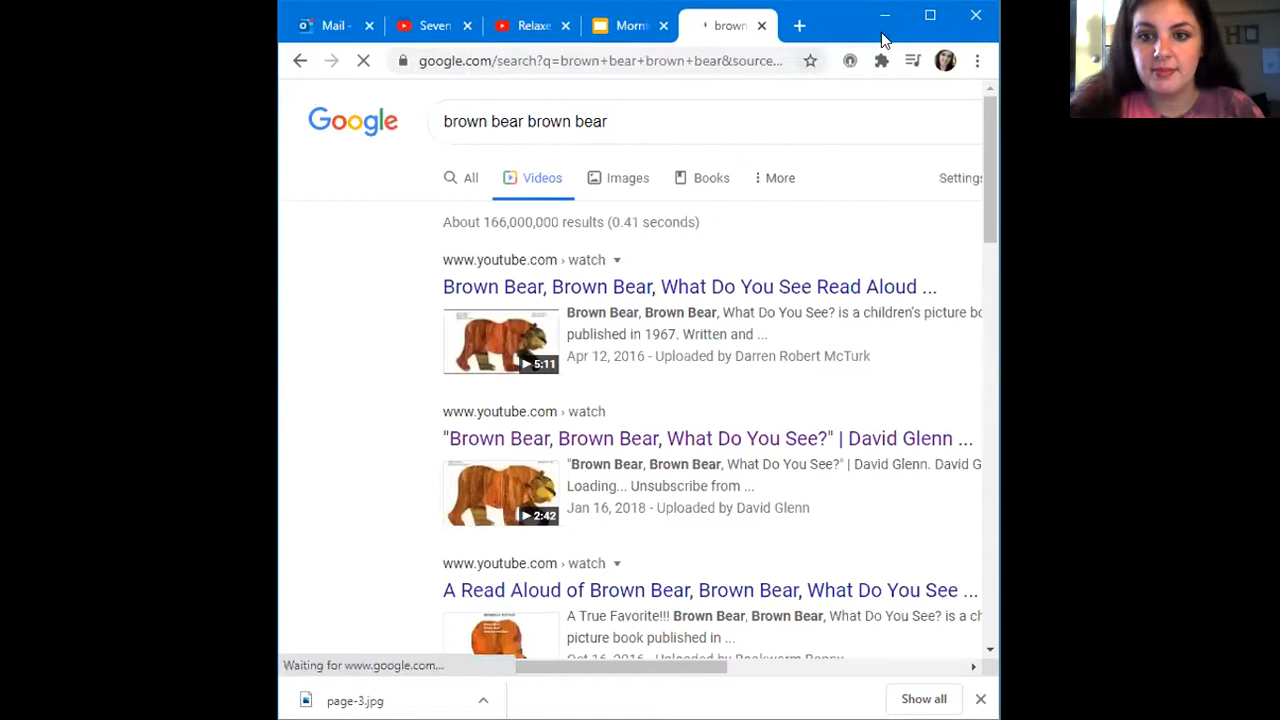 Mail -
Seven
Relaxe
Morni
brown
google.com/search?q=brown+bear+brown+bear&source...
Google
brown bear brown bear
All
Videos
Images
Books
More
Settings
About 166,000,000 results (0.41 seconds)
www.youtube.com › watch
Brown Bear, Brown Bear, What Do You See Read Aloud ...
Brown Bear, Brown Bear, What Do You See? is a children's picture bo
published in 1967. Written and ...
5:11
Apr 12, 2016 - Uploaded by Darren Robert McTurk
www.youtube.com › watch
"Brown Bear, Brown Bear, What Do You See?" | David Glenn ...
"Brown Bear, Brown Bear, What Do You See?" | David Glenn. David G
Loading... Unsubscribe from ...
2:42
Jan 16, 2018 - Uploaded by David Glenn
www.youtube.com › watch
A Read Aloud of Brown Bear, Brown Bear, What Do You See ...
A True Favorite!!! Brown Bear, Brown Bear, What Do You See? is a ch
picture book published in ...
Waiting for www.google.com...
page-3.jpg
Show all